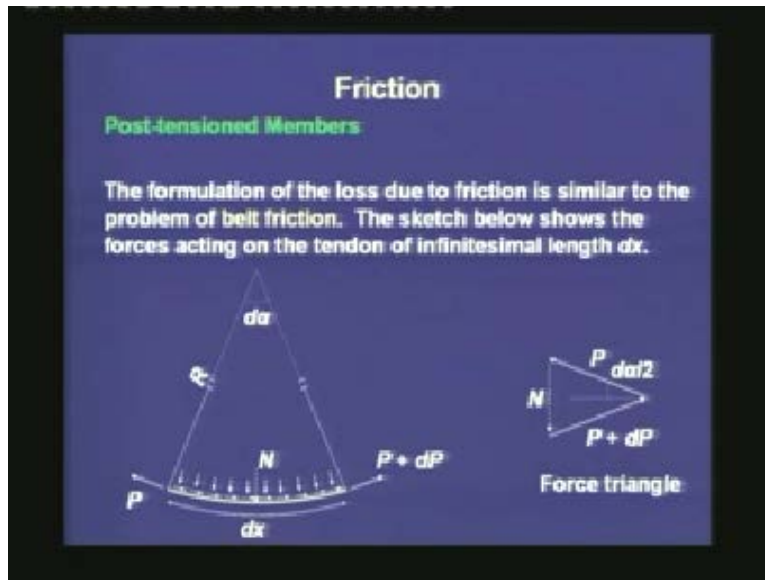 Friction
Post-tensioned Members
The formulation of the loss due to friction is similar to the
problem of belt friction. The sketch below shows the
forces acting on the tendon of infinitesimal length dx.
dα
R
N
P + dP
P
dx
P
dα/2
N
P + dP
Force triangle